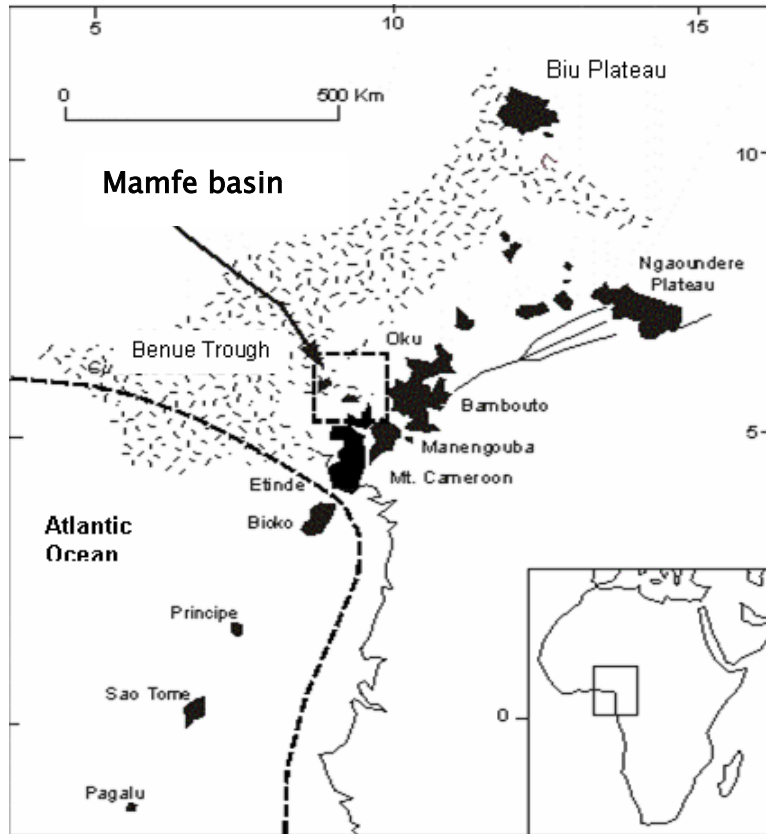 5
10
15
Biu Plateau
0
500 Km
10
Mamfe basin
Ngaoundere
Plateau
Oku
Benue Trough
Bambouto
5
Manengouba
Mt. Cameroon
Etinde
Bioko
Atlantic
Ocean
Principe
Sao Tome
0
Pagalu